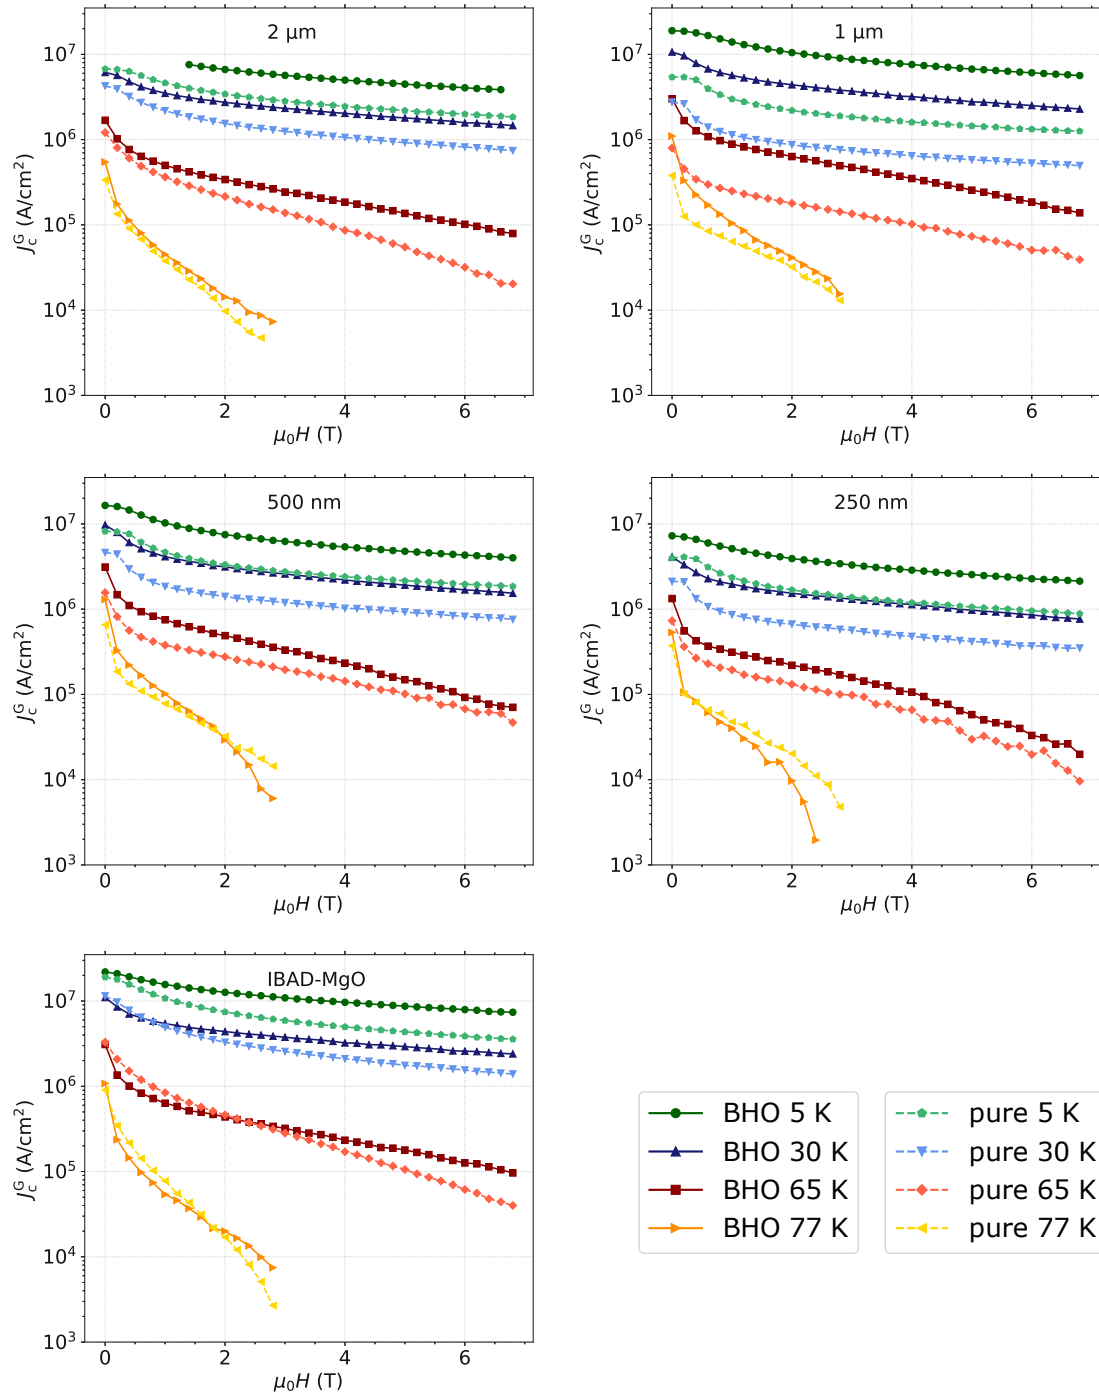 2 μm
10⁷
10⁶
10⁵
10⁴
10³
J_c^G (A/cm²)
0 2 4 6
μ₀H (T)
1 μm
10⁷
10⁶
10⁵
10⁴
10³
J_c^G (A/cm²)
0 2 4 6
μ₀H (T)
500 nm
10⁷
10⁶
10⁵
10⁴
10³
J_c^G (A/cm²)
0 2 4 6
μ₀H (T)
250 nm
10⁷
10⁶
10⁵
10⁴
10³
J_c^G (A/cm²)
0 2 4 6
μ₀H (T)
IBAD-MgO
10⁷
10⁶
10⁵
10⁴
10³
J_c^G (A/cm²)
0 2 4 6
μ₀H (T)
BHO 5 K
BHO 30 K
BHO 65 K
BHO 77 K
pure 5 K
pure 30 K
pure 65 K
pure 77 K